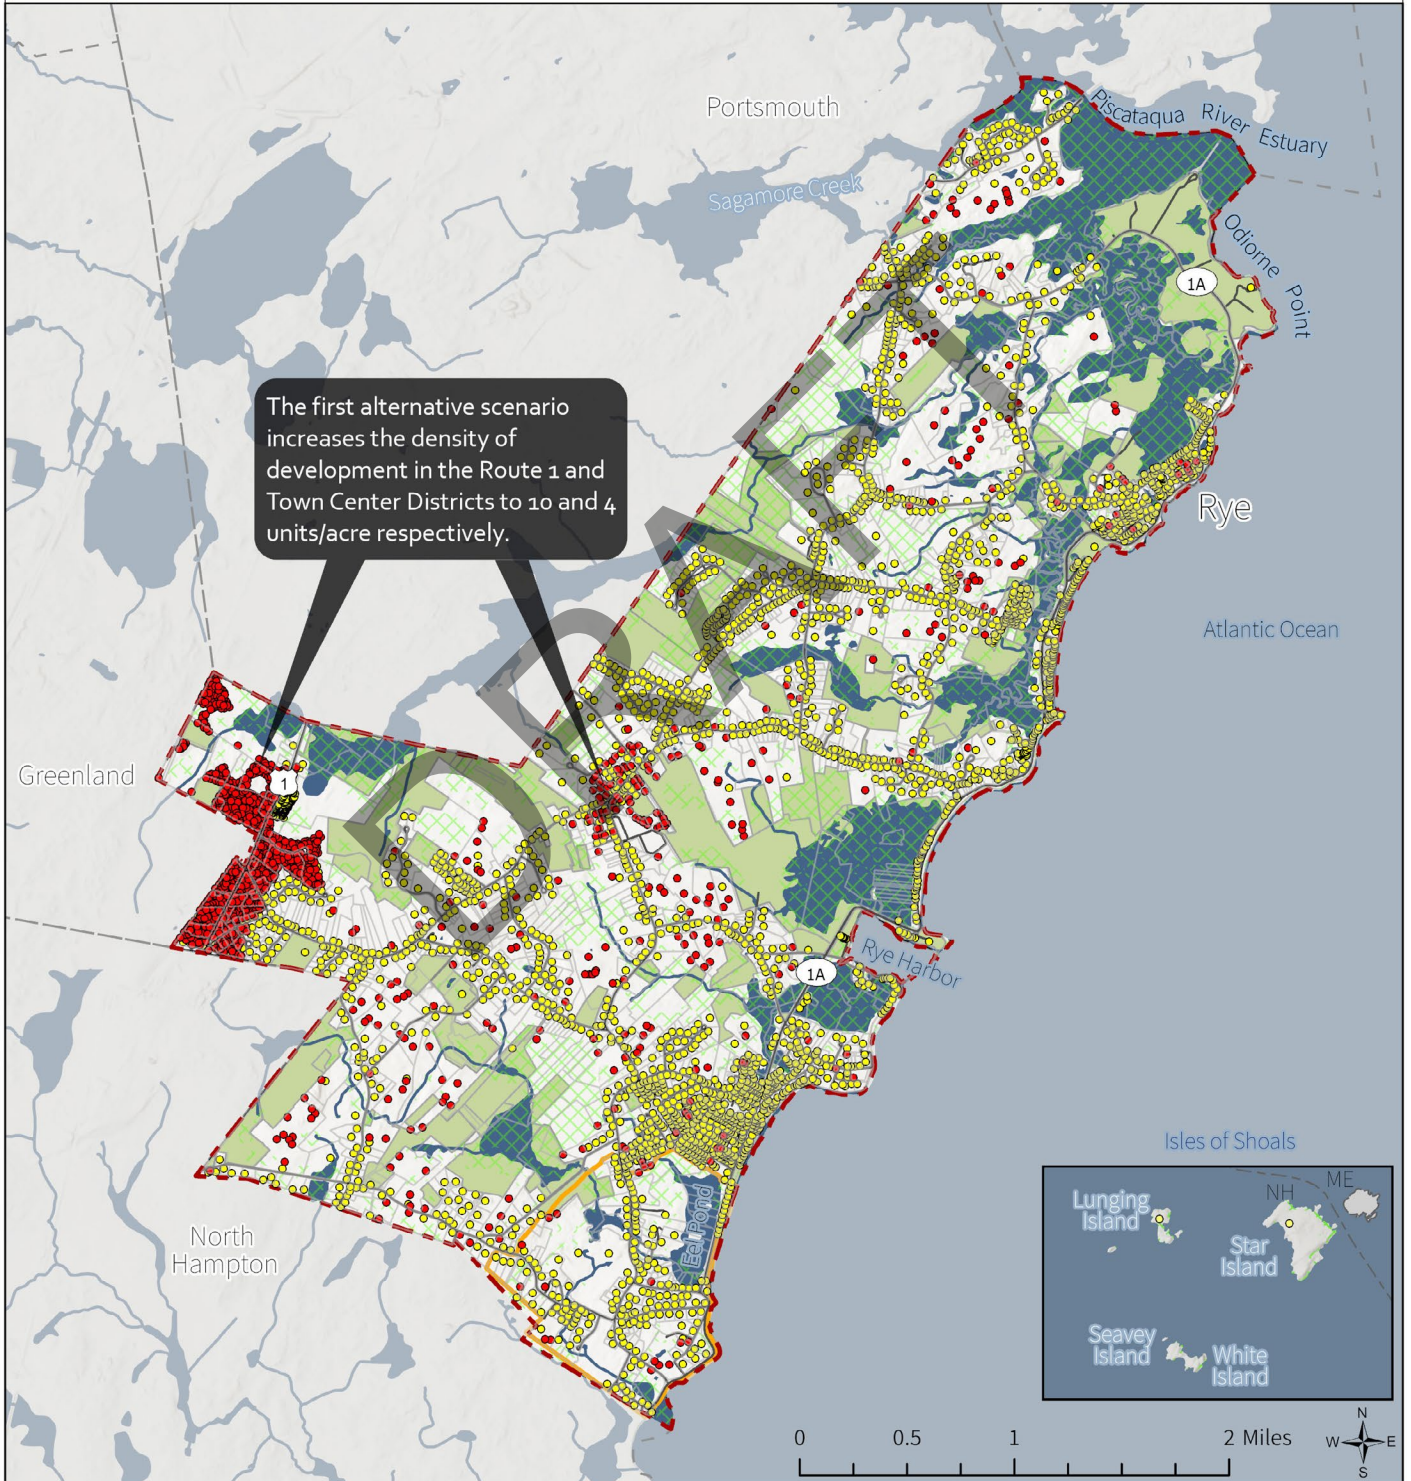 Portsmouth
Piscataqua River Estuary
Sagamore Creek
Odiorne Point
1A
The first alternative scenario
increases the density of
development in the Route 1 and
Town Center Districts to 10 and 4
units/acre respectively.
Rye
Atlantic Ocean
DRAFT
Greenland
1
Rye Harbor
1A
Isles of Shoals
ME
NH
Lunging
Island
Star
Island
Eel Pond
North
Hampton
Seavey
Island
White
Island
0 0.5 1 2 Miles
N
W E
S